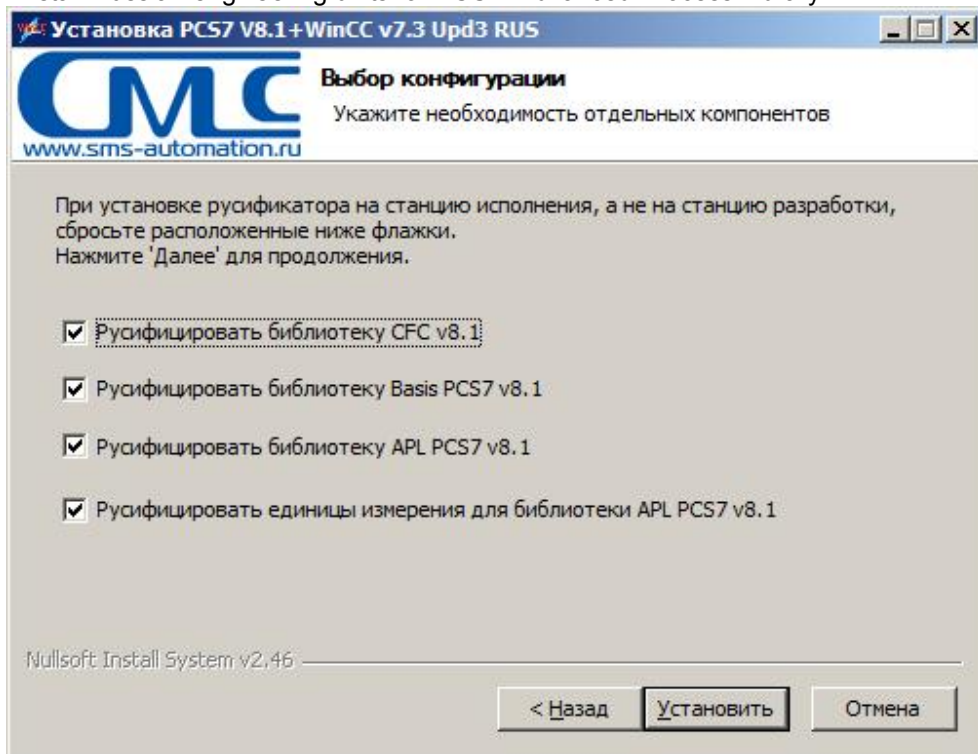 Установка PCS7 V8.1+WinCC v7.3 Upd3 RUS
СМС
www.sms-automation.ru
Выбор конфигурации
Укажите необходимость отдельных компонентов
При установке русификатора на станцию исполнения, а не на станцию разработки,
сбросьте расположенные ниже флажки.
Нажмите 'Далее' для продолжения.
Русифицировать библиотеку CFC v8.1
Русифицировать библиотеку Basis PCS7 v8.1
Русифицировать библиотеку APL PCS7 v8.1
Русифицировать единицы измерения для библиотеки APL PCS7 v8.1
Nullsoft Install System v2.46
< Назад
Установить
Отмена